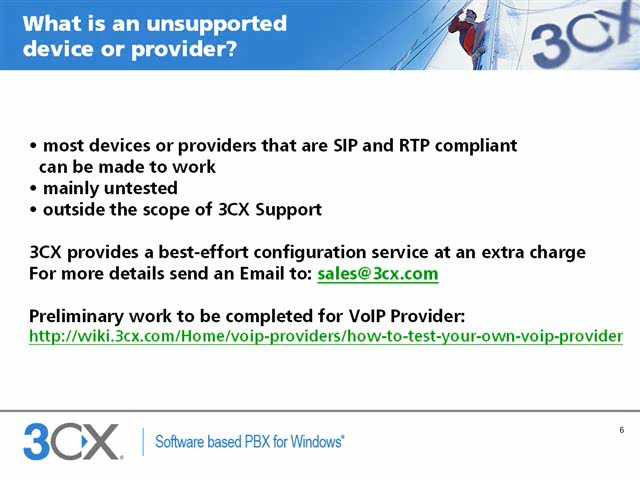 What is an unsupported
device or provider?
3CX
• most devices or providers that are SIP and RTP compliant
can be made to work
• mainly untested
• outside the scope of 3CX Support
3CX provides a best-effort configuration service at an extra charge
For more details send an Email to: sales@3cx.com
Preliminary work to be completed for VoIP Provider:
http://wiki.3cx.com/Home/voip-providers/how-to-test-your-own-voip-provider
3CX®
Software based PBX for Windows®
6